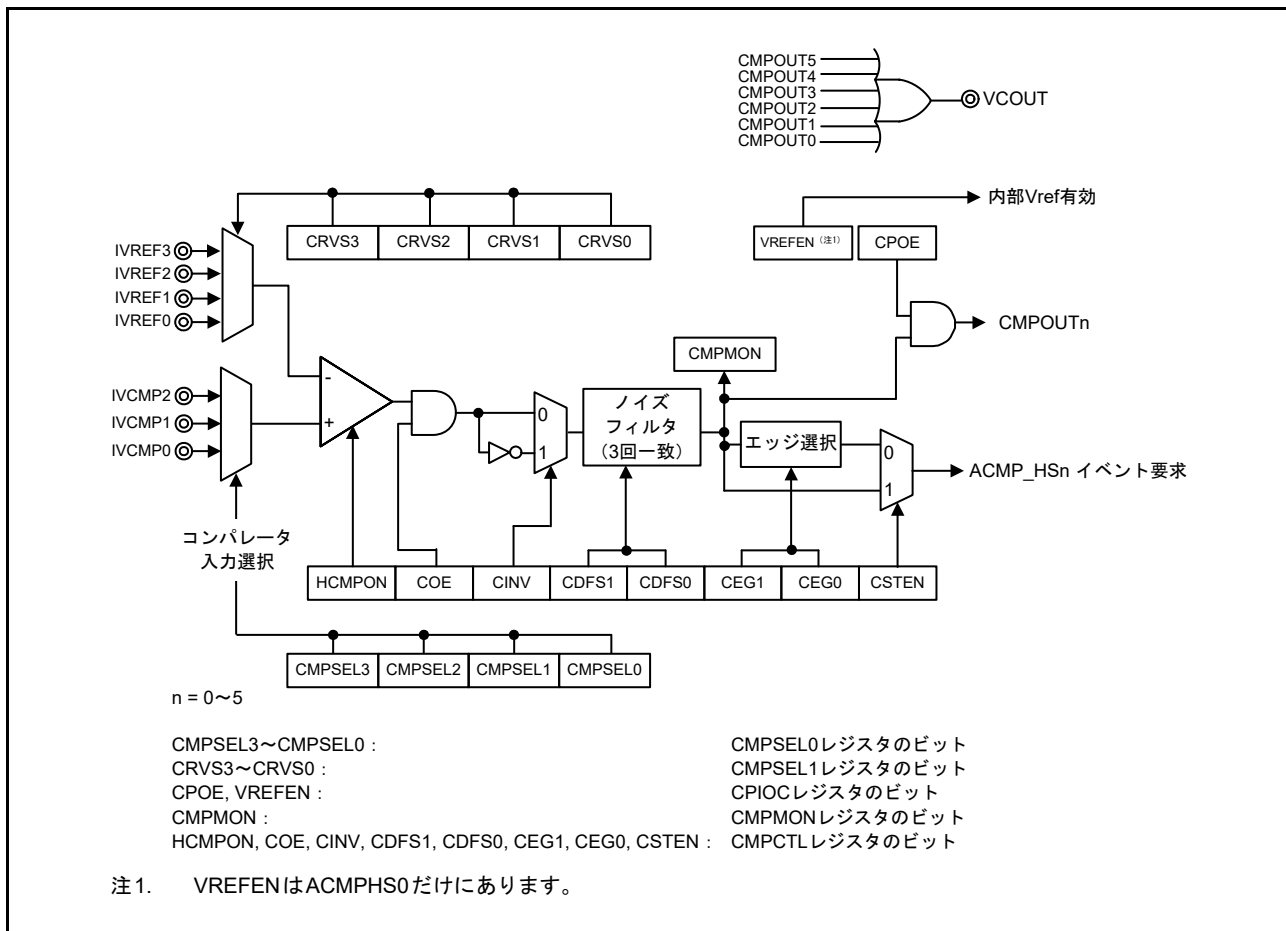 CMPOUT5
CMPOUT4
CMPOUT3
CMPOUT2
CMPOUT1
CMPOUT0
VCOUT
内部Vref有効
CRVS3 CRVS2 CRVS1 CRVS0
VREFEN（注1） CPOE
IVREF3
IVREF2
IVREF1
IVREF0
CMPOUTn
CMPMON
IVCMP2
IVCMP1
IVCMP0
-
+
0
1
ノイズ
フィルタ
（3回一致）
エッジ選択
0
1
ACMP_HSn イベント要求
コンパレータ
入力選択
HCMPON COE CINV CDFS1 CDFS0 CEG1 CEG0 CSTEN
CMPSEL3 CMPSEL2 CMPSEL1 CMPSEL0
n = 0～5
CMPSEL3～CMPSEL0： CMPSEL0レジスタのビット
CRVS3～CRVS0： CMPSEL1レジスタのビット
CPOE, VREFEN： CPIOCレジスタのビット
CMPMON： CMPMONレジスタのビット
HCMPON, COE, CINV, CDFS1, CDFS0, CEG1, CEG0, CSTEN： CMPCTLレジスタのビット
注1. VREFENはACMPHS0だけにあります。